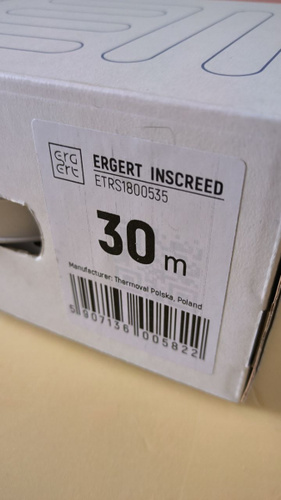 erg
ert
ERGERT INSCREED
ETRS1800535
30 m
Manufacturer: Thermoval Polska, Poland
5 907136 005822